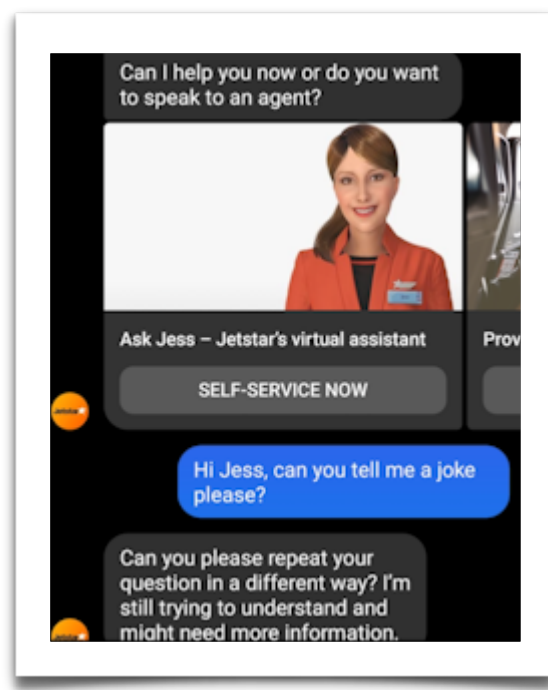 Can I help you now or do you want
to speak to an agent?
Ask Jess – Jetstar's virtual assistant
Prov
SELF-SERVICE NOW
Hi Jess, can you tell me a joke
please?
Can you please repeat your
question in a different way? I'm
still trying to understand and
might need more information.